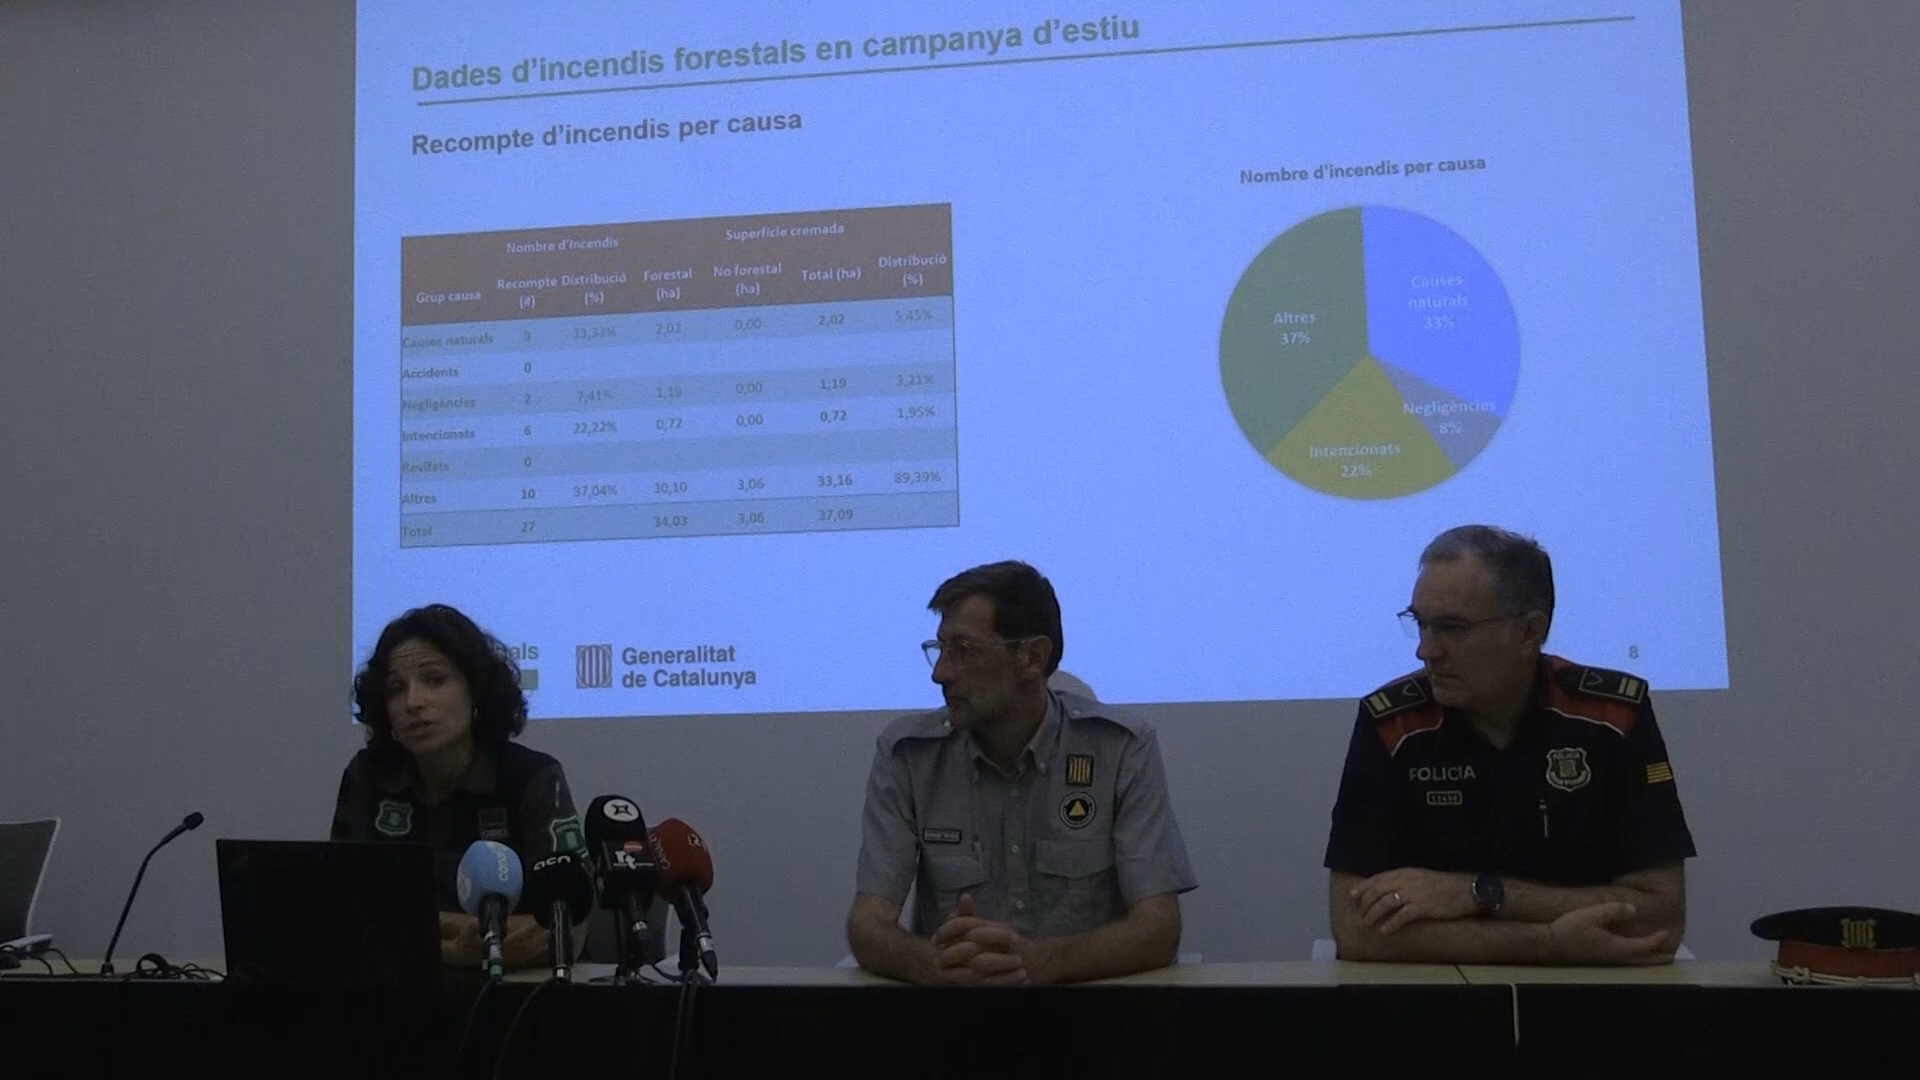 Dades d'incendis forestals en campanya d'estiu
Recompte d'incendis per causa
Nombre d'incendis Superfície cremada
Grup causa Recompte (#) Distribució (%) Forestal (ha) No forestal (ha) Total (ha) Distribució (%)
Causes naturals 9 33,33% 2,02 0,00 2,02 5,45%
Accidents 0
Negligències 2 7,41% 1,19 0,00 1,19 3,21%
Intencionats 6 22,22% 0,72 0,00 0,72 1,95%
Revifats 0
Altres 10 37,04% 30,10 3,06 33,16 89,39%
Total 27 34,03 3,06 37,09
Nombre d'incendis per causa
Causes
naturals
33%
Altres
37%
Negligències
8%
Intencionats
22%
als
Generalitat
de Catalunya
8
POLICIA
POLICIA
acn